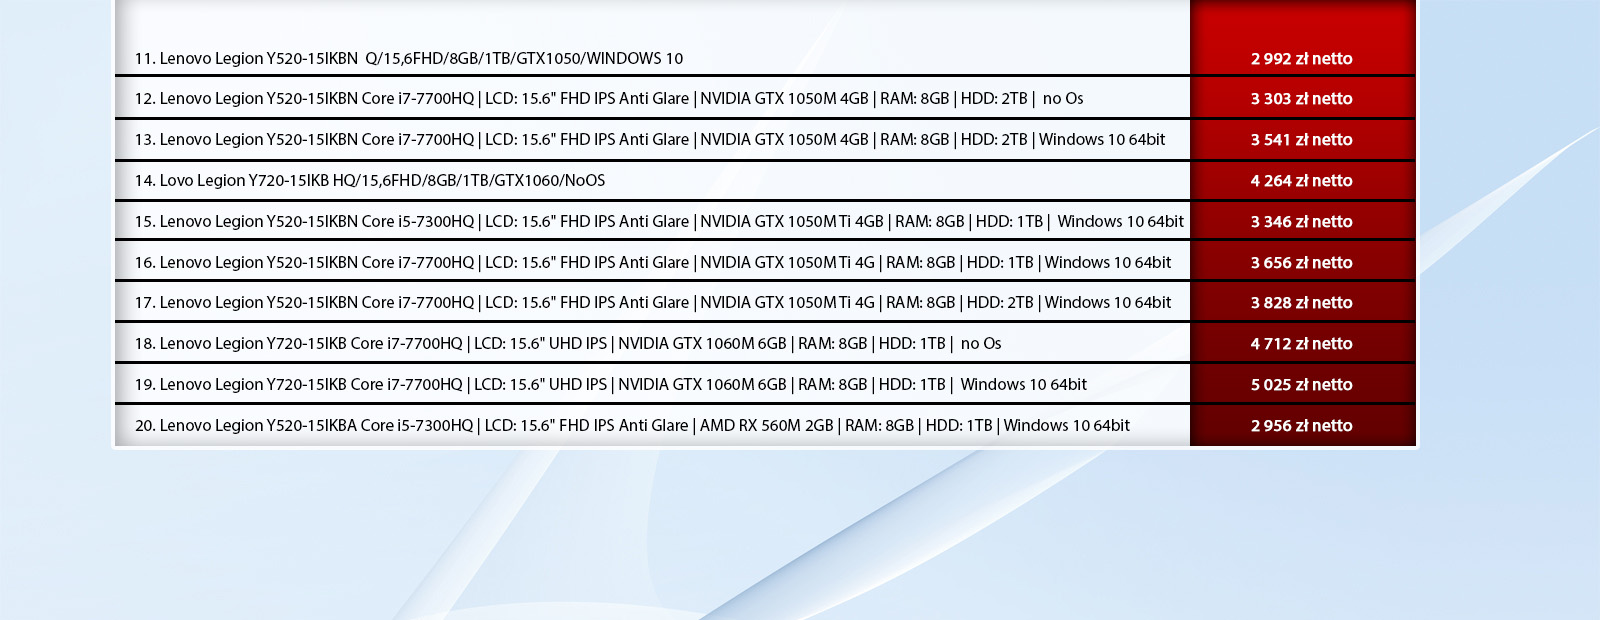 11. Lenovo Legion Y520-15IKBN  Q/15,6FHD/8GB/1TB/GTX1050/WINDOWS 10 2 992 zł netto
12. Lenovo Legion Y520-15IKBN Core i7-7700HQ | LCD: 15.6" FHD IPS Anti Glare | NVIDIA GTX 1050M 4GB | RAM: 8GB | HDD: 2TB |  no Os 3 303 zł netto
13. Lenovo Legion Y520-15IKBN Core i7-7700HQ | LCD: 15.6" FHD IPS Anti Glare | NVIDIA GTX 1050M 4GB | RAM: 8GB | HDD: 2TB | Windows 10 64bit 3 541 zł netto
14. Lovo Legion Y720-15IKB HQ/15,6FHD/8GB/1TB/GTX1060/NoOS 4 264 zł netto
15. Lenovo Legion Y520-15IKBN Core i5-7300HQ | LCD: 15.6" FHD IPS Anti Glare | NVIDIA GTX 1050M Ti 4GB | RAM: 8GB | HDD: 1TB |  Windows 10 64bit 3 346 zł netto
16. Lenovo Legion Y520-15IKBN Core i7-7700HQ | LCD: 15.6" FHD IPS Anti Glare | NVIDIA GTX 1050M Ti 4G | RAM: 8GB | HDD: 1TB | Windows 10 64bit 3 656 zł netto
17. Lenovo Legion Y520-15IKBN Core i7-7700HQ | LCD: 15.6" FHD IPS Anti Glare | NVIDIA GTX 1050M Ti 4G | RAM: 8GB | HDD: 2TB | Windows 10 64bit 3 828 zł netto
18. Lenovo Legion Y720-15IKB Core i7-7700HQ | LCD: 15.6" UHD IPS | NVIDIA GTX 1060M 6GB | RAM: 8GB | HDD: 1TB |  no Os 4 712 zł netto
19. Lenovo Legion Y720-15IKB Core i7-7700HQ | LCD: 15.6" UHD IPS | NVIDIA GTX 1060M 6GB | RAM: 8GB | HDD: 1TB |  Windows 10 64bit 5 025 zł netto
20. Lenovo Legion Y520-15IKBA Core i5-7300HQ | LCD: 15.6" FHD IPS Anti Glare | AMD RX 560M 2GB | RAM: 8GB | HDD: 1TB | Windows 10 64bit 2 956 zł netto